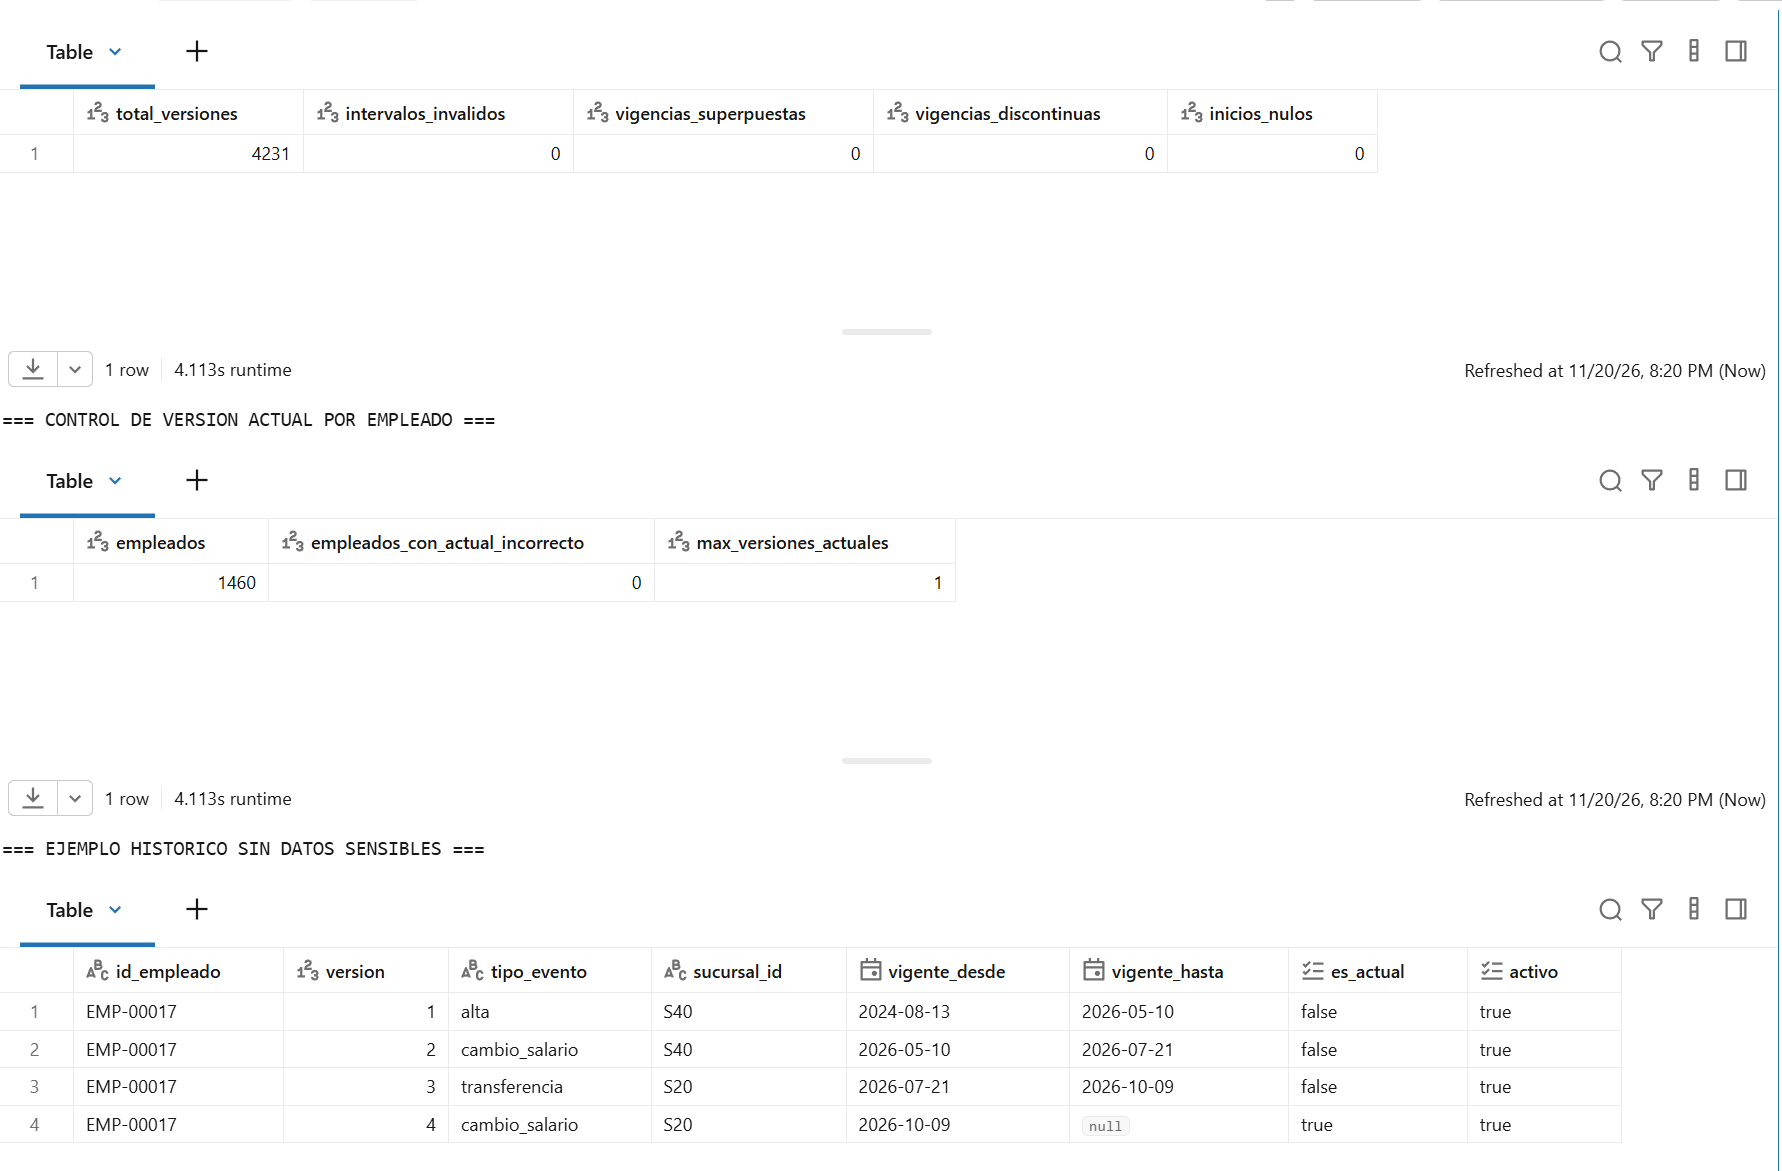 Table
total_versiones intervalos_invalidos vigencias_superpuestas vigencias_discontinuas inicios_nulos
1 4231 0 0 0 0
1 row 4.113s runtime Refreshed at 11/20/26, 8:20 PM (Now)
=== CONTROL DE VERSION ACTUAL POR EMPLEADO ===
Table
empleados empleados_con_actual_incorrecto max_versiones_actuales
1 1460 0 1
1 row 4.113s runtime Refreshed at 11/20/26, 8:20 PM (Now)
=== EJEMPLO HISTORICO SIN DATOS SENSIBLES ===
Table
id_empleado version tipo_evento sucursal_id vigente_desde vigente_hasta es_actual activo
1 EMP-00017 1 alta S40 2024-08-13 2026-05-10 false true
2 EMP-00017 2 cambio_salario S40 2026-05-10 2026-07-21 false true
3 EMP-00017 3 transferencia S20 2026-07-21 2026-10-09 false true
4 EMP-00017 4 cambio_salario S20 2026-10-09 null true true